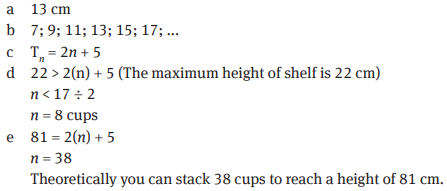 a 13 cm
b 7; 9; 11; 13; 15; 17; ...
c Tₙ = 2n + 5
d 22 > 2(n) + 5 (The maximum height of shelf is 22 cm)
n < 17 ÷ 2
n = 8 cups
e 81 = 2(n) + 5
n = 38
Theoretically you can stack 38 cups to reach a height of 81 cm.